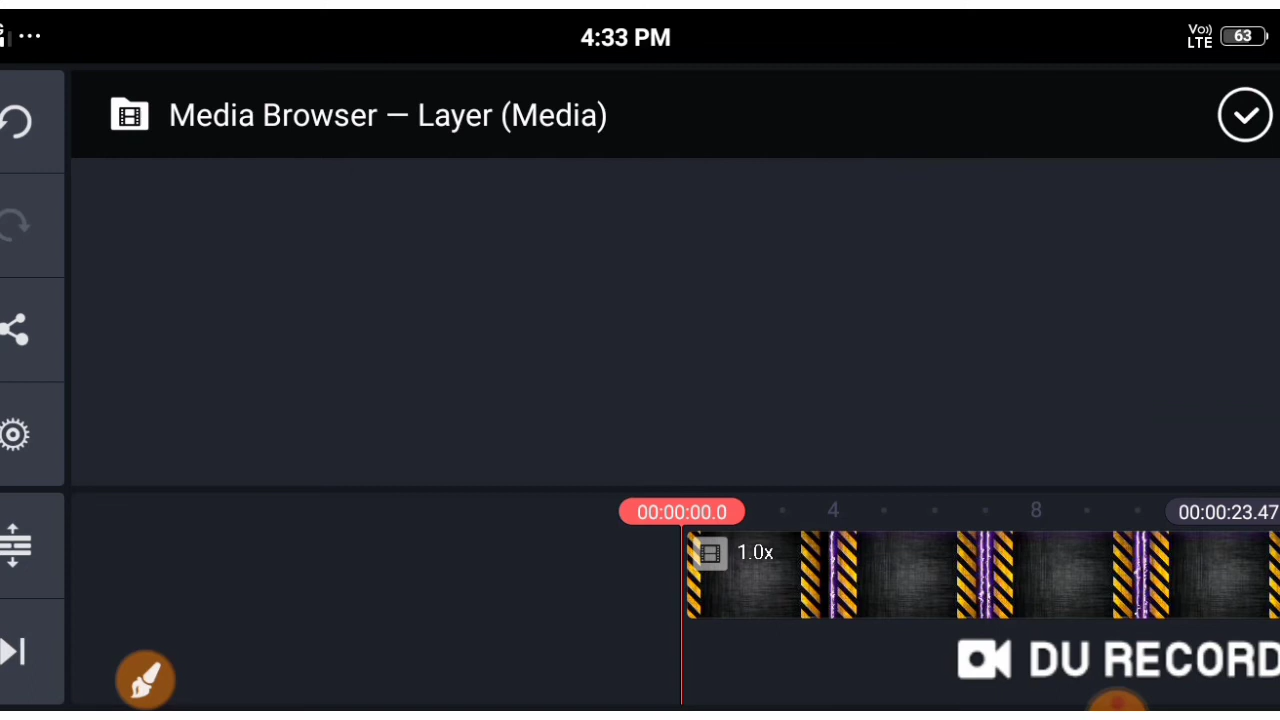 4:33 PM
Vo)) LTE
63
Media Browser — Layer (Media)
00:00:00.0
4
8
00:00:23.47
1.0x
DU RECORD